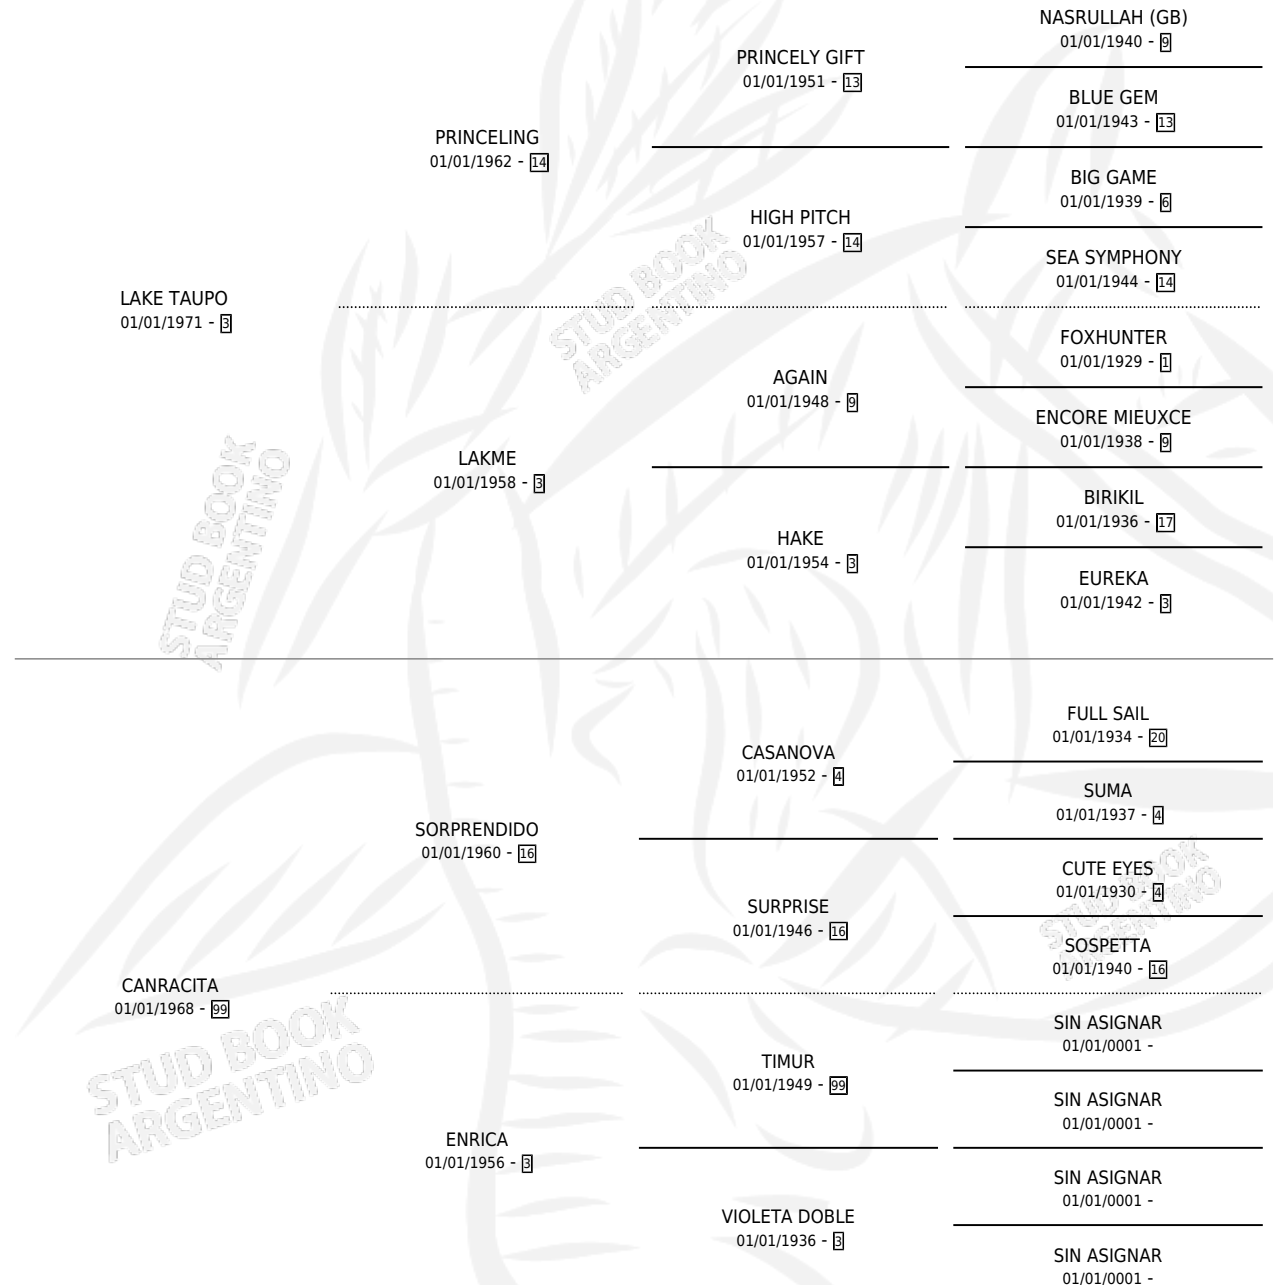 NASRULLAH (GB)
01/01/1940 - 9
PRINCELY GIFT
01/01/1951 - 13
BLUE GEM
01/01/1943 - 13
PRINCELING
01/01/1962 - 14
BIG GAME
01/01/1939 - 6
HIGH PITCH
01/01/1957 - 14
SEA SYMPHONY
01/01/1944 - 14
LAKE TAUPO
01/01/1971 - 3
FOXHUNTER
01/01/1929 - 1
AGAIN
01/01/1948 - 9
ENCORE MIEUXCE
01/01/1938 - 9
LAKME
01/01/1958 - 3
BIRIKIL
01/01/1936 - 17
HAKE
01/01/1954 - 3
EUREKA
01/01/1942 - 3
FULL SAIL
01/01/1934 - 20
CASANOVA
01/01/1952 - 4
SUMA
01/01/1937 - 4
SORPRENDIDO
01/01/1960 - 16
CUTE EYES
01/01/1930 - 4
SURPRISE
01/01/1946 - 16
SOSPETTA
01/01/1940 - 16
CANRACITA
01/01/1968 - 99
SIN ASIGNAR
01/01/0001 -
TIMUR
01/01/1949 - 99
SIN ASIGNAR
01/01/0001 -
ENRICA
01/01/1956 - 3
SIN ASIGNAR
01/01/0001 -
VIOLETA DOBLE
01/01/1936 - 3
SIN ASIGNAR
01/01/0001 -
STUD BOOK
ARGENTINO
STUD BOOK
ARGENTINO
STUD BOOK
ARGENTINO
STUD BOOK
ARGENTINO